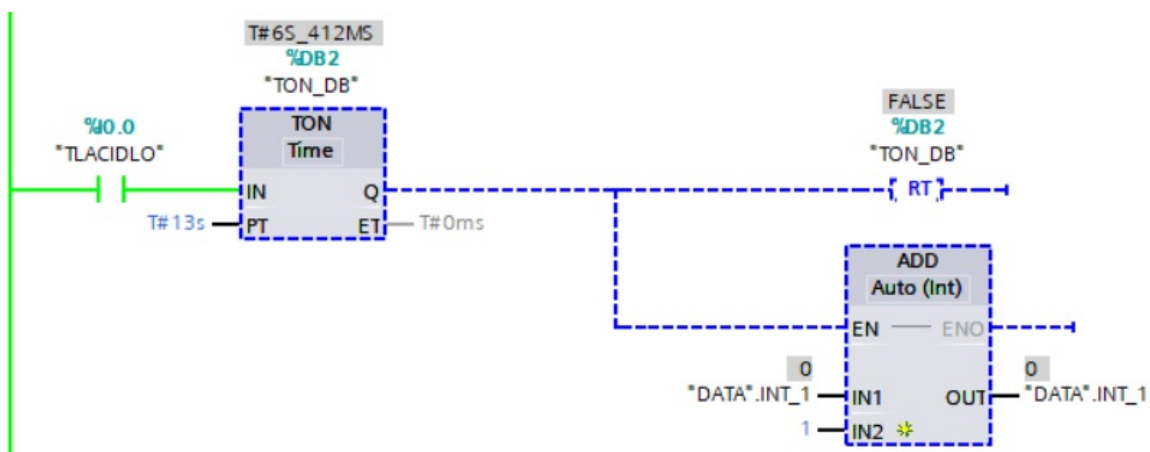 T#6S_412MS
%DB2
"TON_DB"
TON
Time
%I0.0
"TLACIDLO"
IN
Q
T#13s
PT
ET
T#0ms
FALSE
%DB2
"TON_DB"
RT
ADD
Auto (Int)
EN
ENO
0
"DATA".INT_1
IN1
OUT
0
"DATA".INT_1
1
IN2